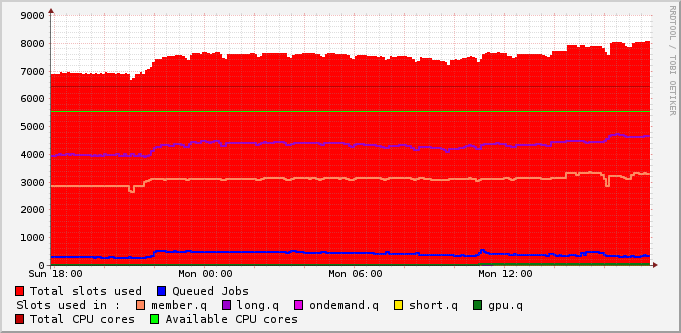 RRDTOOL / TOBI OETIKER
9000
8000
7000
6000
5000
4000
3000
2000
1000
0
Sun 18:00 Mon 00:00 Mon 06:00 Mon 12:00
Total slots used Queued Jobs
Slots used in : member.q long.q ondemand.q short.q gpu.q
Total CPU cores Available CPU cores